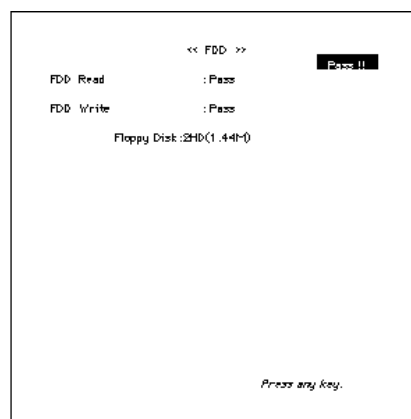 << FDD >>
Pass !!
FDD Read : Pass
FDD Write : Pass
Floppy Disk :2HD(1.44M)
Press any key.